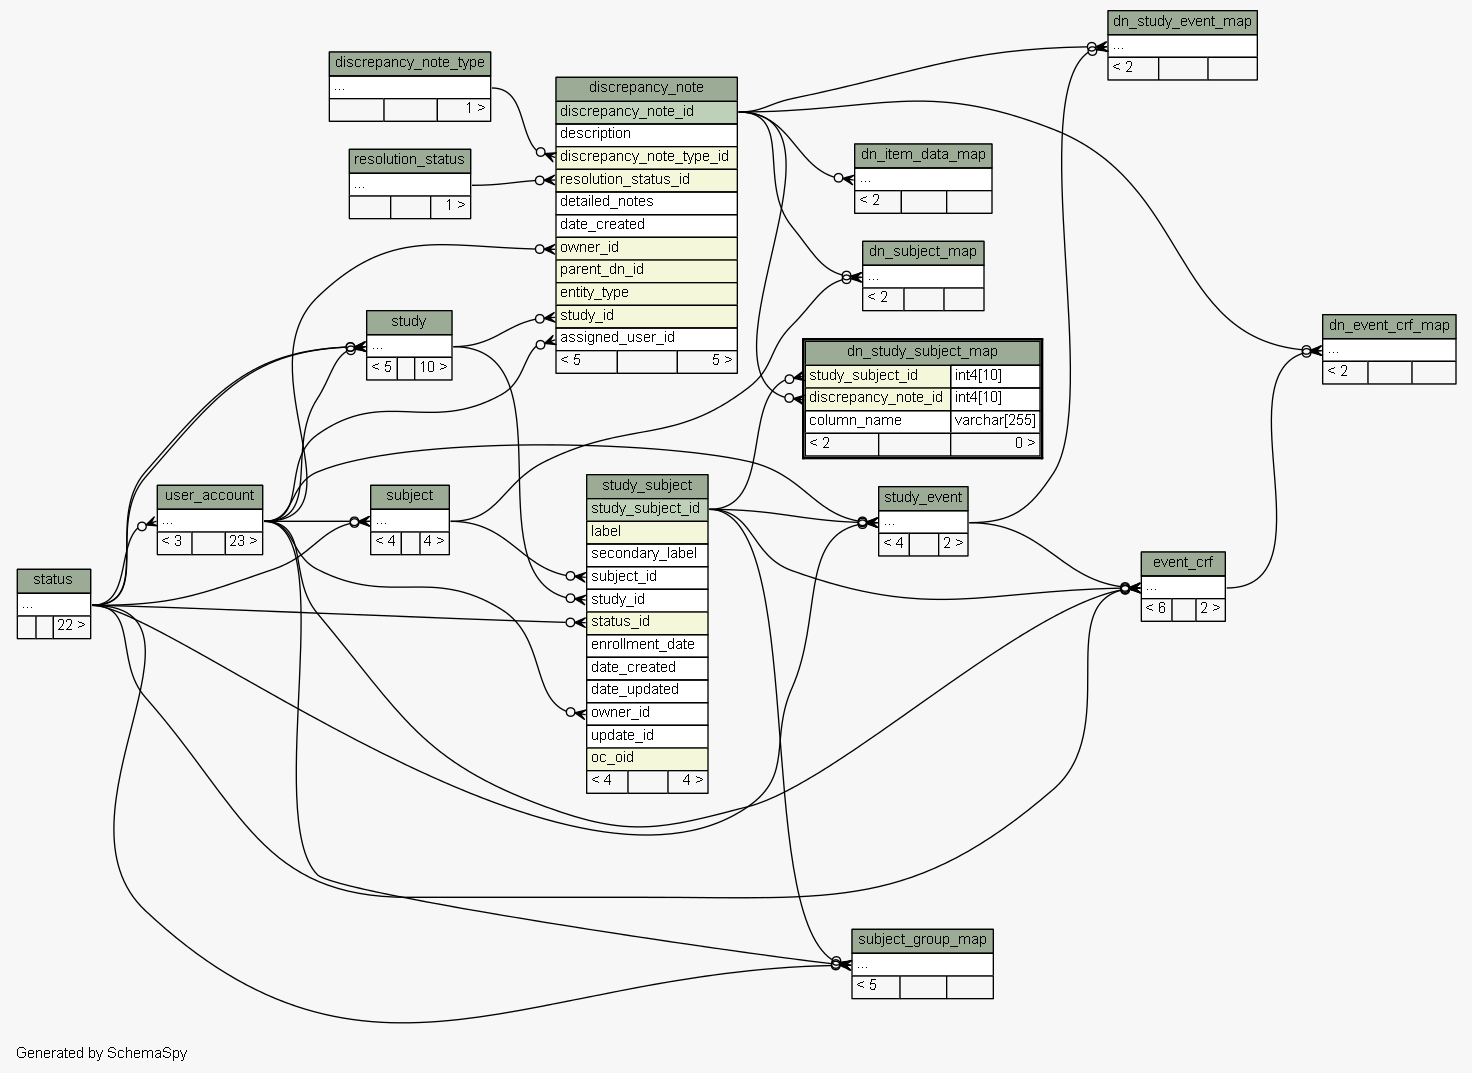 dn_study_event_map
...
< 2
discrepancy_note_type
...
1 >
discrepancy_note
discrepancy_note_id
description
discrepancy_note_type_id
resolution_status_id
detailed_notes
date_created
owner_id
parent_dn_id
entity_type
study_id
assigned_user_id
< 5 5 >
resolution_status
...
1 >
dn_item_data_map
...
< 2
dn_subject_map
...
< 2
study
...
< 5 10 >
dn_event_crf_map
...
< 2
dn_study_subject_map
study_subject_id int4[10]
discrepancy_note_id int4[10]
column_name varchar[255]
< 2 0 >
user_account
...
< 3 23 >
subject
...
< 4 4 >
study_subject
study_subject_id
label
secondary_label
subject_id
study_id
status_id
enrollment_date
date_created
date_updated
owner_id
update_id
oc_oid
< 4 4 >
study_event
...
< 4 2 >
event_crf
...
< 6 2 >
status
...
22 >
subject_group_map
...
< 5
Generated by SchemaSpy